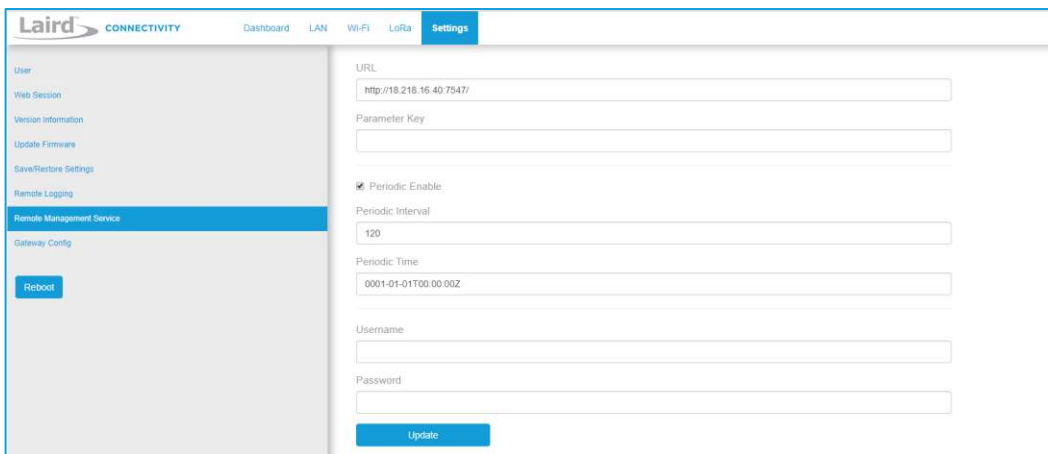 Laird CONNECTIVITY Dashboard LAN Wi-Fi LoRa Settings
User
Web Session
Version Information
Update Firmware
Save/Restore Settings
Remote Logging
Remote Management Service
Gateway Config
Reboot
URL
http://18.218.16.40:7547/
Parameter Key
Periodic Enable
Periodic Interval
120
Periodic Time
0001-01-01T00:00:00Z
Username
Password
Update